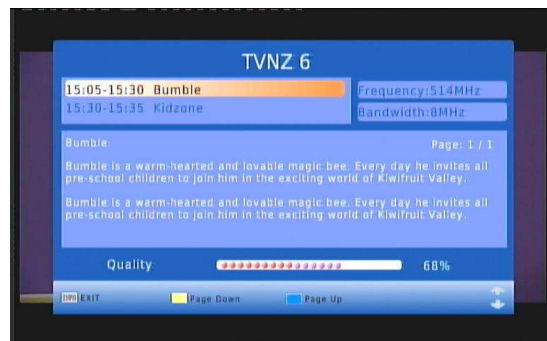 TVNZ 6
15:05-15:30 Bumble
15:30-15:35 Kidzone
Frequency:514MHz
Bandwidth:8MHz
Bumble
Page: 1 / 1
Bumble is a warm-hearted and lovable magic bee. Every day he invites all
pre-school children to join him in the exciting world of Kiwifruit Valley.
Bumble is a warm-hearted and lovable magic bee. Every day he invites all
pre-school children to join him in the exciting world of Kiwifruit Valley.
Quality
68%
EXIT
Page Down
Page Up